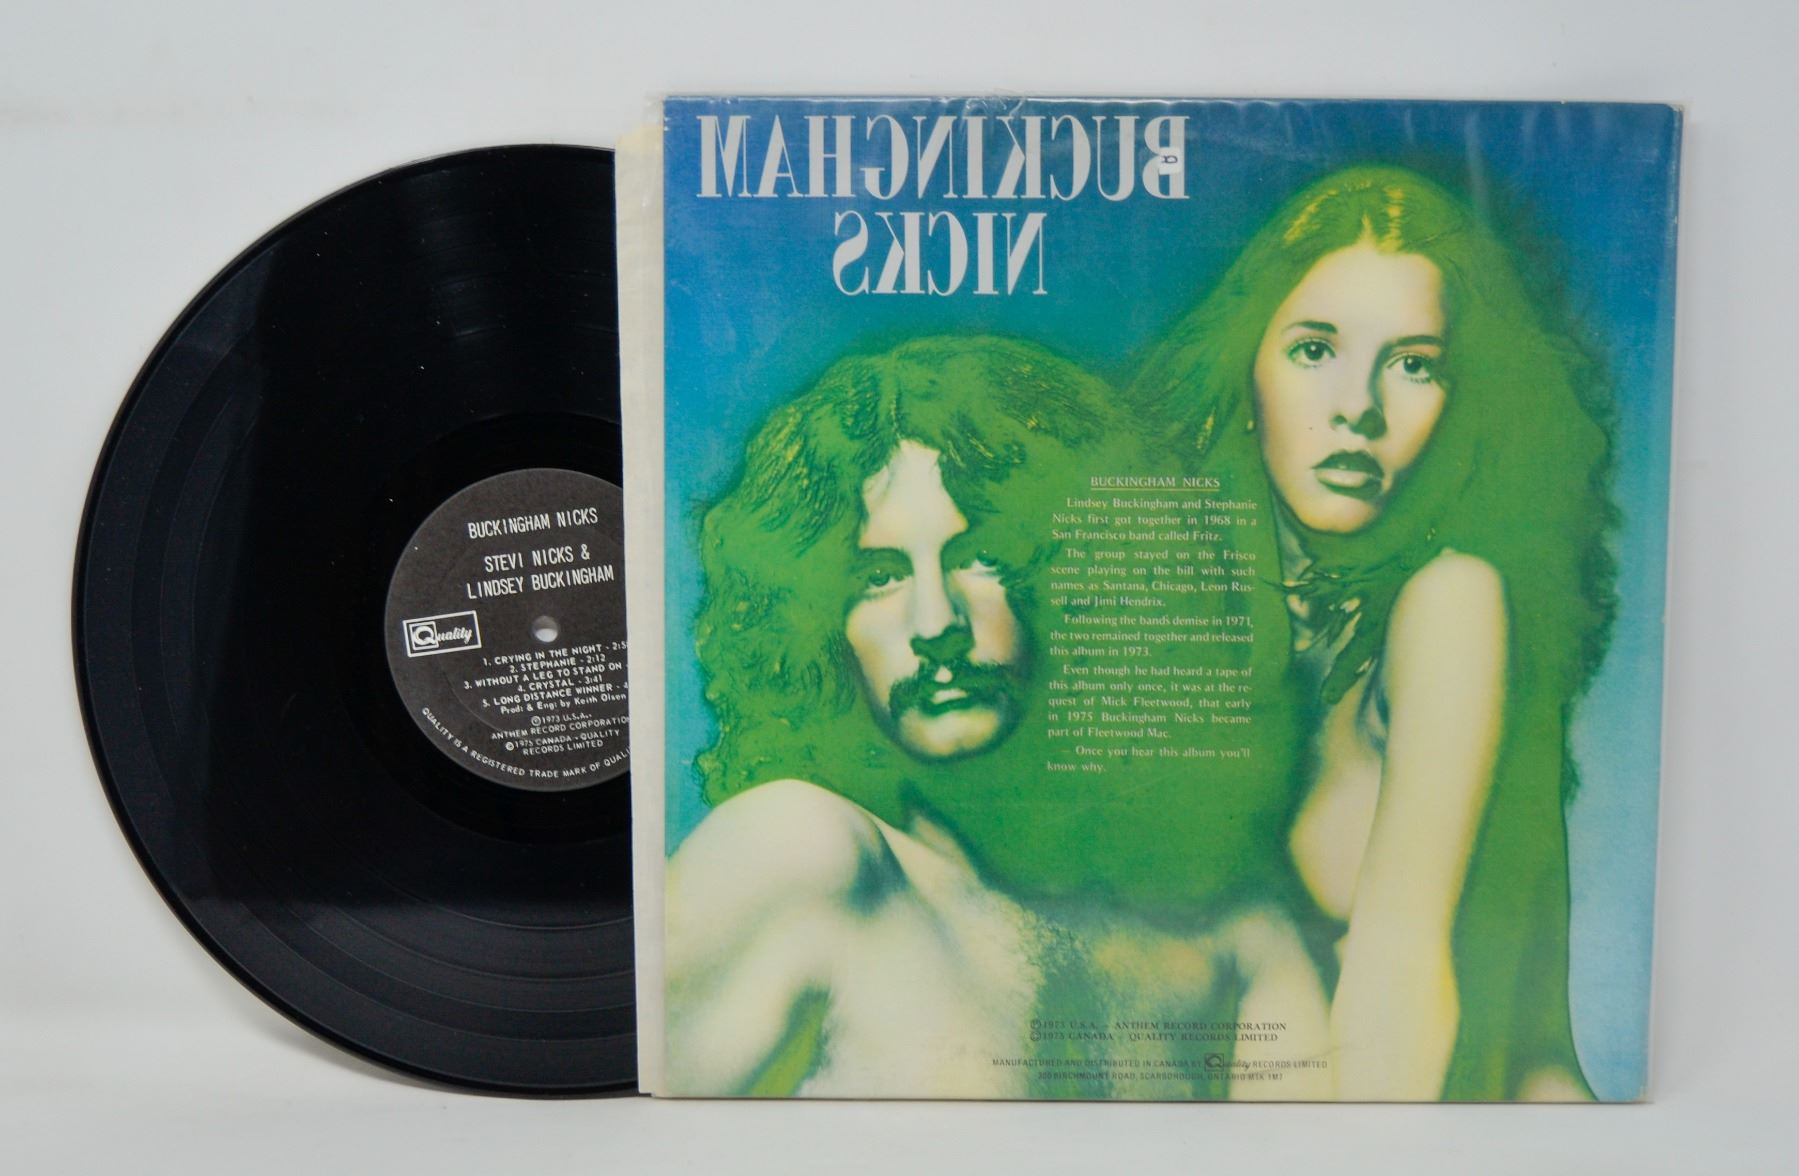 BUCKINGHAM NICKS
STEVI NICKS &
LINDSEY BUCKINGHAM
Quality
1. CRYING IN THE NIGHT - 2:5
2. STEPHANIE - 2:12
3. WITHOUT A LEG TO STAND ON -
4. CRYSTAL - 3:41
5. LONG DISTANCE WINNER -
Prod: & Eng: by Keith Olsen
℗1973 U.S.A. -
ANTHEM RECORD CORPORATION
©1975 CANADA - QUALITY
RECORDS LIMITED
QUALITY IS A REGISTERED TRADE MARK OF QUALI
BUCKINGHAM
NICKS
BUCKINGHAM NICKS
Lindsey Buckingham and Stephanie
Nicks first got together in 1968 in a
San Francisco band called Fritz.
The group stayed on the Frisco
scene playing on the bill with such
names as Santana, Chicago, Leon Rus-
sell and Jimi Hendrix.
Following the band's demise in 1971,
the two remained together and released
this album in 1973.
Even though he had heard a tape of
this album only once, it was at the re-
quest of Mick Fleetwood, that early
in 1975 Buckingham Nicks became
part of Fleetwood Mac.
— Once you hear this album you'll
know why.
℗1973 U.S.A. — ANTHEM RECORD CORPORATION
©1975 CANADA — QUALITY RECORDS LIMITED
MANUFACTURED AND DISTRIBUTED IN CANADA BY Quality RECORDS LIMITED
380 BIRCHMOUNT ROAD, SCARBOROUGH, ONTARIO M1K 1M7